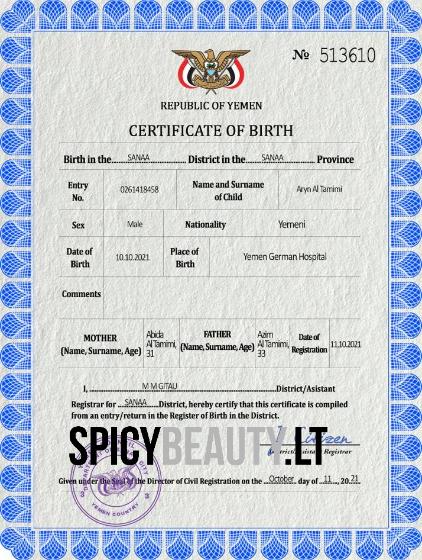 № 513610
REPUBLIC OF YEMEN
CERTIFICATE OF BIRTH
Birth in the....SANAA....District in the....SANAA....Province
Entry No. 0261418458 Name and Surname of Child Aryn Al Tamimi
Sex Male Nationality Yemeni
Date of Birth 10.10.2021 Place of Birth Yemen German Hospital
Comments
MOTHER (Name, Surname, Age) Abida Al Tamimi, 31 FATHER (Name, Surname, Age) Azim Al Tamimi, 33 Date of Registration 11.10.2021
I, ....M M GITAU....District/Asistant
Registrar for ....SANAA....District, hereby certify that this certificate is compiled
from an entry/return in the Register of Birth in the District.
SPICYBEAUTY.LT
Registrar
Given under the Seal of the Director of Civil Registration on the ...October.. day of ..11..., 20.21
YEMEN COUNTRY